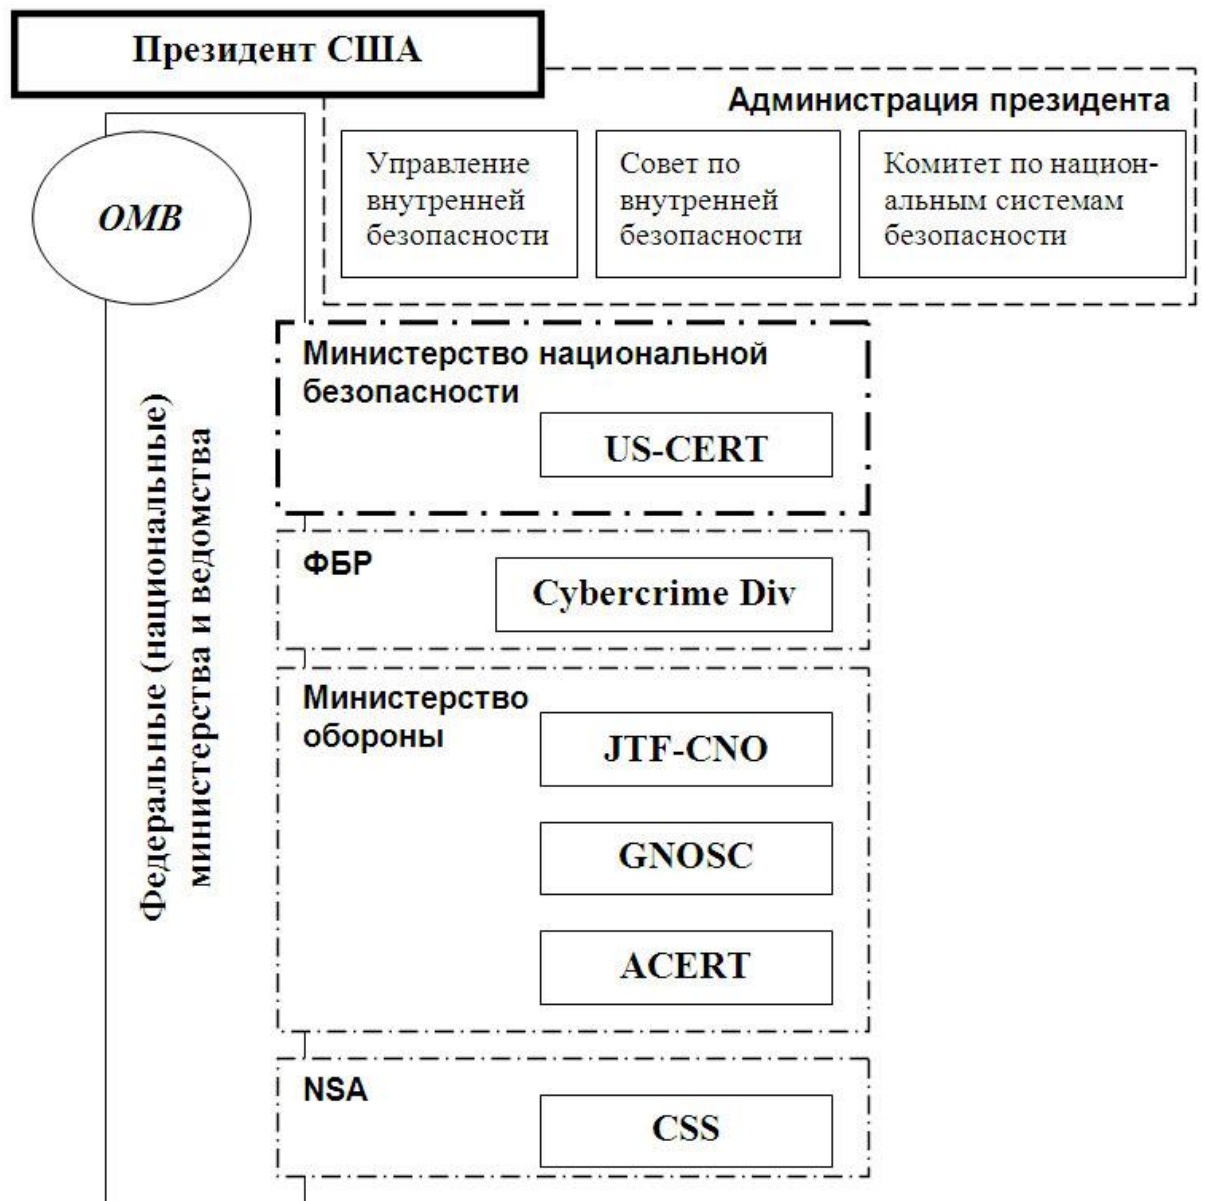 Президент США
Администрация президента
Управление
внутренней
безопасности
Совет по
внутренней
безопасности
Комитет по национ-
альным системам
безопасности
OMB
Федеральные (национальные)
министерства и ведомства
Министерство национальной
безопасности
US-CERT
ФБР
Cybercrime Div
Министерство
обороны
JTF-CNO
GNOSC
ACERT
NSA
CSS